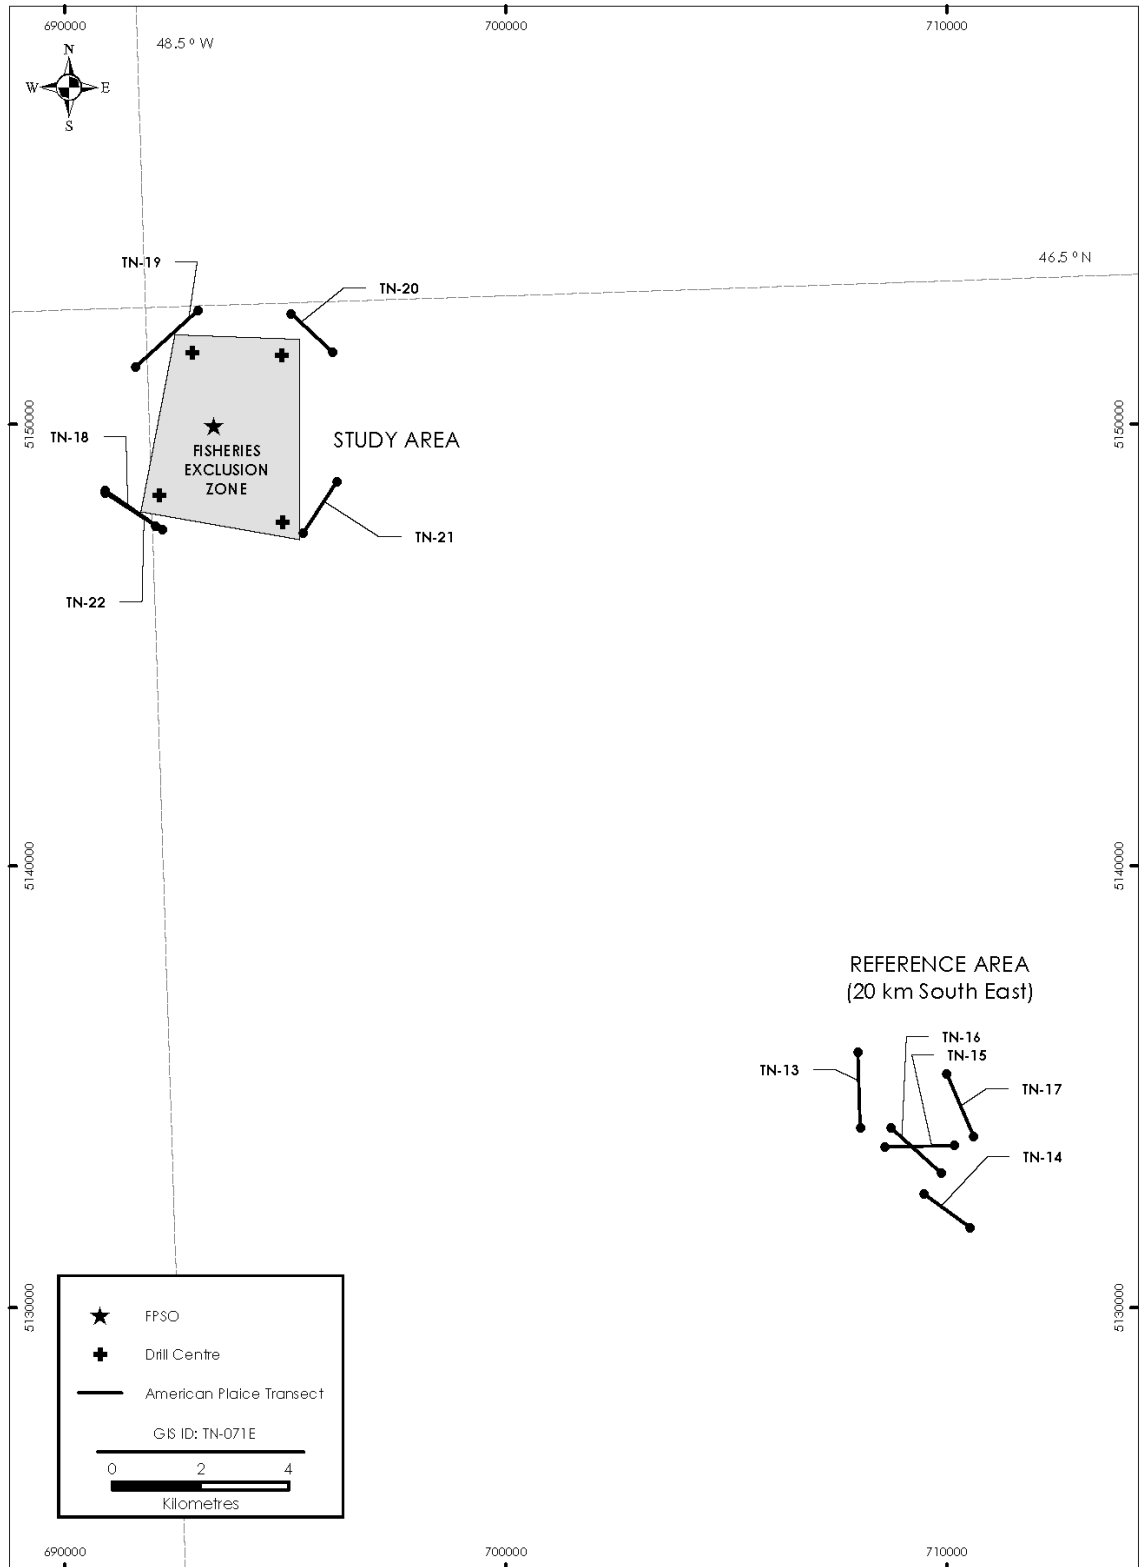 690000
700000
710000
48.5 º W
N
W
E
S
46.5 º N
TN-19
TN-20
5150000
5150000
TN-18
STUDY AREA
FISHERIES
EXCLUSION
ZONE
TN-21
TN-22
5140000
5140000
REFERENCE AREA
(20 km South East)
TN-16
TN-15
TN-13
TN-17
TN-14
5130000
5130000
FPSO
Drill Centre
American Plaice Transect
GIS ID: TN-071E
0 2 4
Kilometres
690000
700000
710000